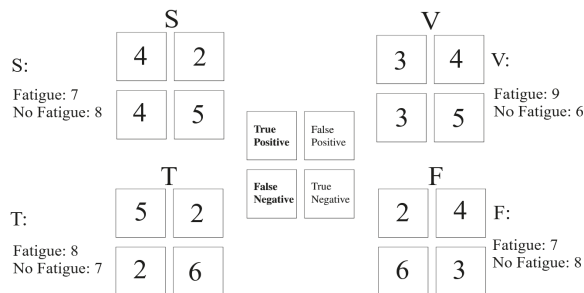 S
4 2
4 5
S:
Fatigue: 7
No Fatigue: 8
V
3 4
3 5
V:
Fatigue: 9
No Fatigue: 6
True Positive
False Positive
False Negative
True Negative
T
5 2
2 6
T:
Fatigue: 8
No Fatigue: 7
F
2 4
6 3
F:
Fatigue: 7
No Fatigue: 8